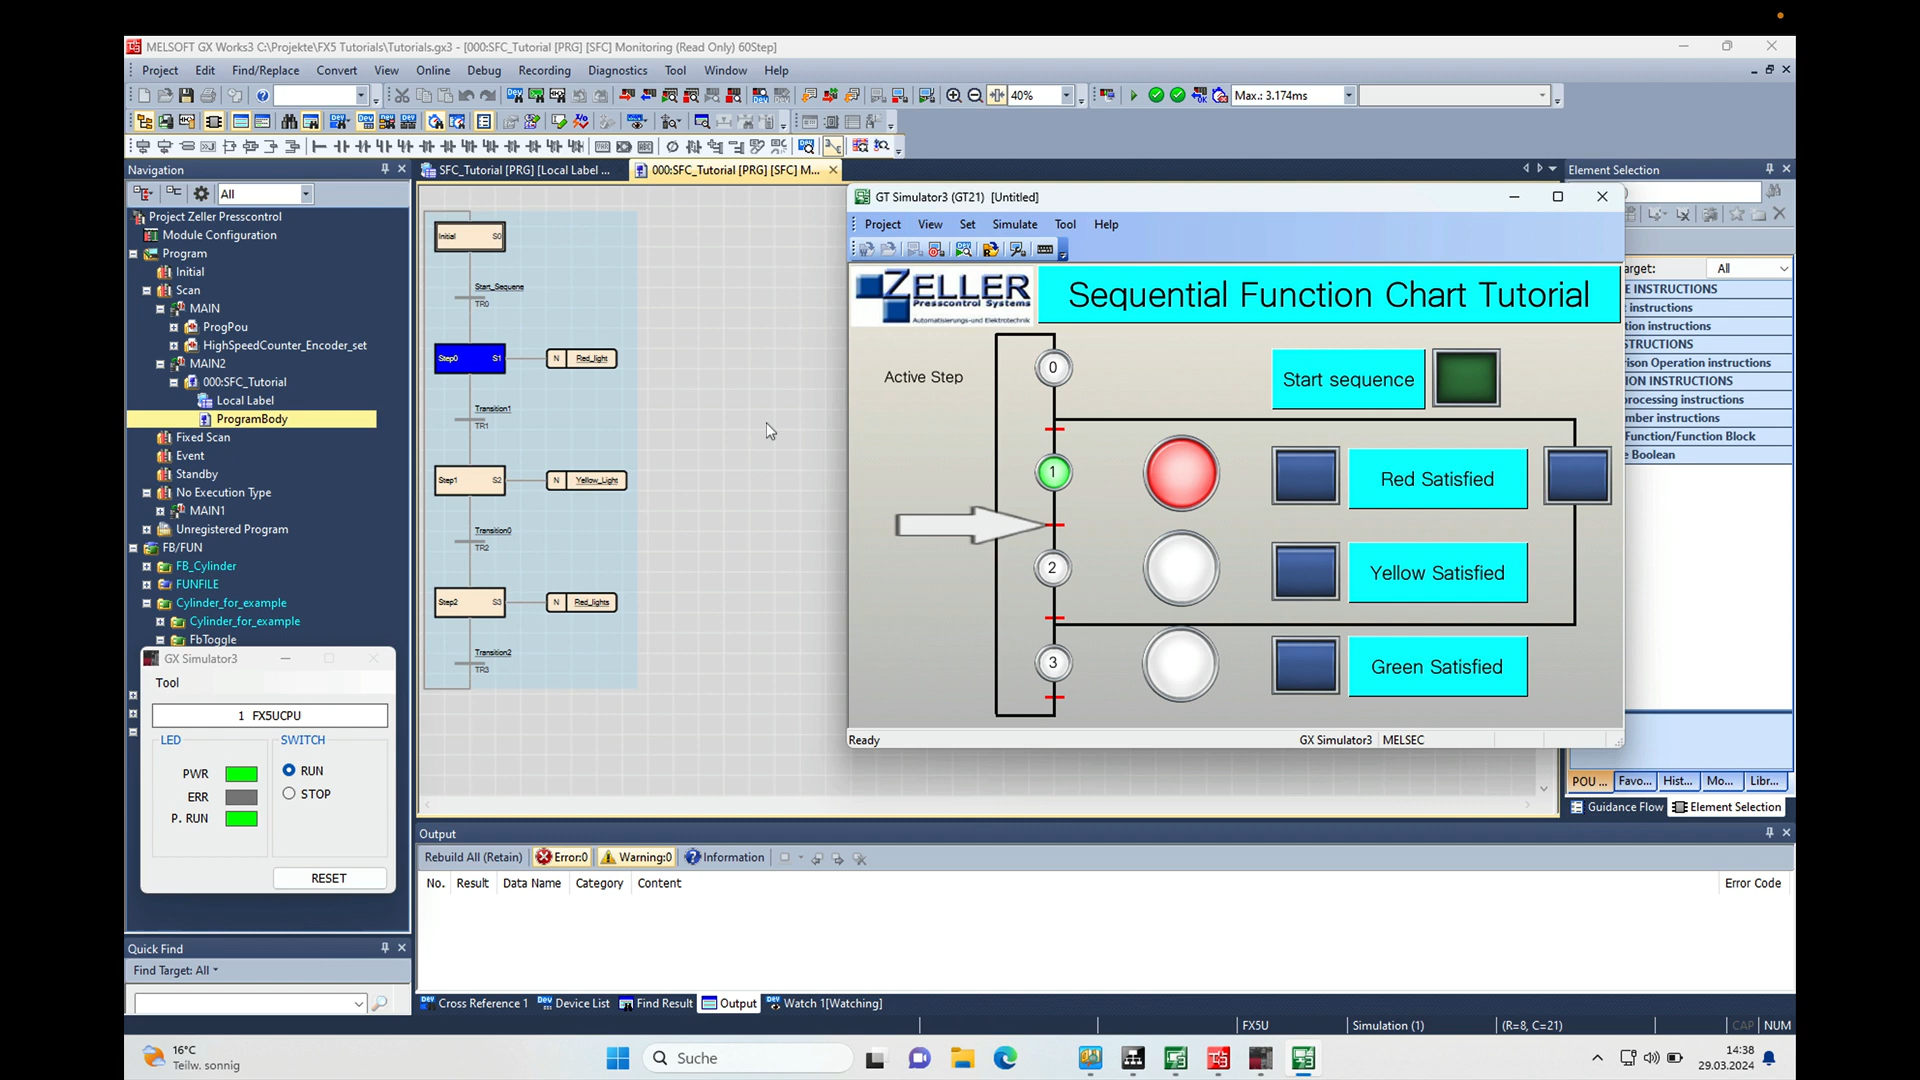 MELSOFT GX Works3 C:\Projekte\FX5 Tutorials\Tutorials.gx3 - [000:SFC_Tutorial [PRG] [SFC] Monitoring (Read Only) 60Step]
Project Edit Find/Replace Convert View Online Debug Recording Diagnostics Tool Window Help
40%
Max.: 3.174ms
Navigation
All
Project Zeller Presscontrol
Module Configuration
Program
Initial
Scan
MAIN
ProgPou
HighSpeedCounter_Encoder_set
MAIN2
000:SFC_Tutorial
Local Label
ProgramBody
Fixed Scan
Event
Standby
No Execution Type
MAIN1
Unregistered Program
FB/FUN
FB_Cylinder
FUNFILE
Cylinder_for_example
Cylinder_for_example
FbToggle
GX Simulator3
Tool
1 FX5UCPU
LED
SWITCH
PWR
RUN
ERR
STOP
P. RUN
RESET
Quick Find
Find Target: All
SFC_Tutorial [PRG] [Local Label ...
000:SFC_Tutorial [PRG] [SFC] M...
Initial S0
Start_Sequene
TR0
Step0 S1
N Red_light
Transition1
TR1
Step1 S2
N Yellow_Light
Transition0
TR2
Step2 S3
N Red_lights
Transition2
TR3
GT Simulator3 (GT21) [Untitled]
Project View Set Simulate Tool Help
ZELLER
Presscontrol Systems
Automatisierungs-und Elektrotechnik
Sequential Function Chart Tutorial
Active Step
0
Start sequence
1
Red Satisfied
2
Yellow Satisfied
3
Green Satisfied
Ready
GX Simulator3 MELSEC
Element Selection
arget: All
E INSTRUCTIONS
t instructions
tion instructions
STRUCTIONS
rison Operation instructions
ION INSTRUCTIONS
processing instructions
mber instructions
Function/Function Block
e Boolean
POU ... Favo... Hist... Mo... Libr...
Guidance Flow Element Selection
Output
Rebuild All (Retain) Error:0 Warning:0 Information
No. Result Data Name Category Content Error Code
Cross Reference 1 Device List Find Result Output Watch 1[Watching]
FX5U Simulation (1) (R=8, C=21) CAP NUM
16°C
Teilw. sonnig
Suche
14:38
29.03.2024